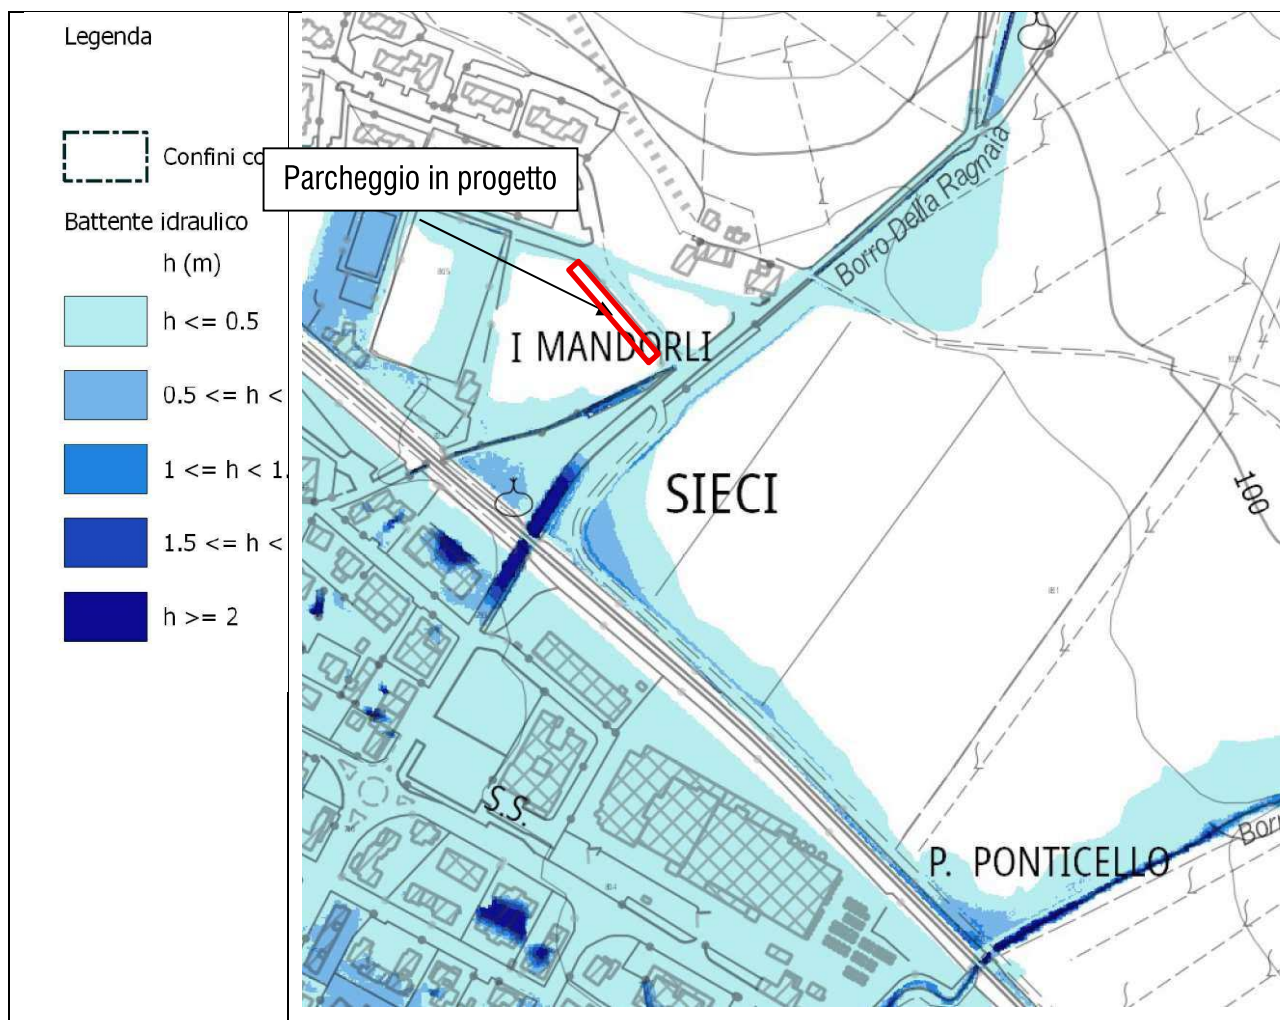 Legenda
Confini co
Parcheggio in progetto
Battente idraulico
h (m)
h <= 0.5
0.5 <= h <
1 <= h < 1.
1.5 <= h <
h >= 2
Borro Della Ragnaia
I MANDORLI
SIECI
100
S.S.
P. PONTICELLO
Borr